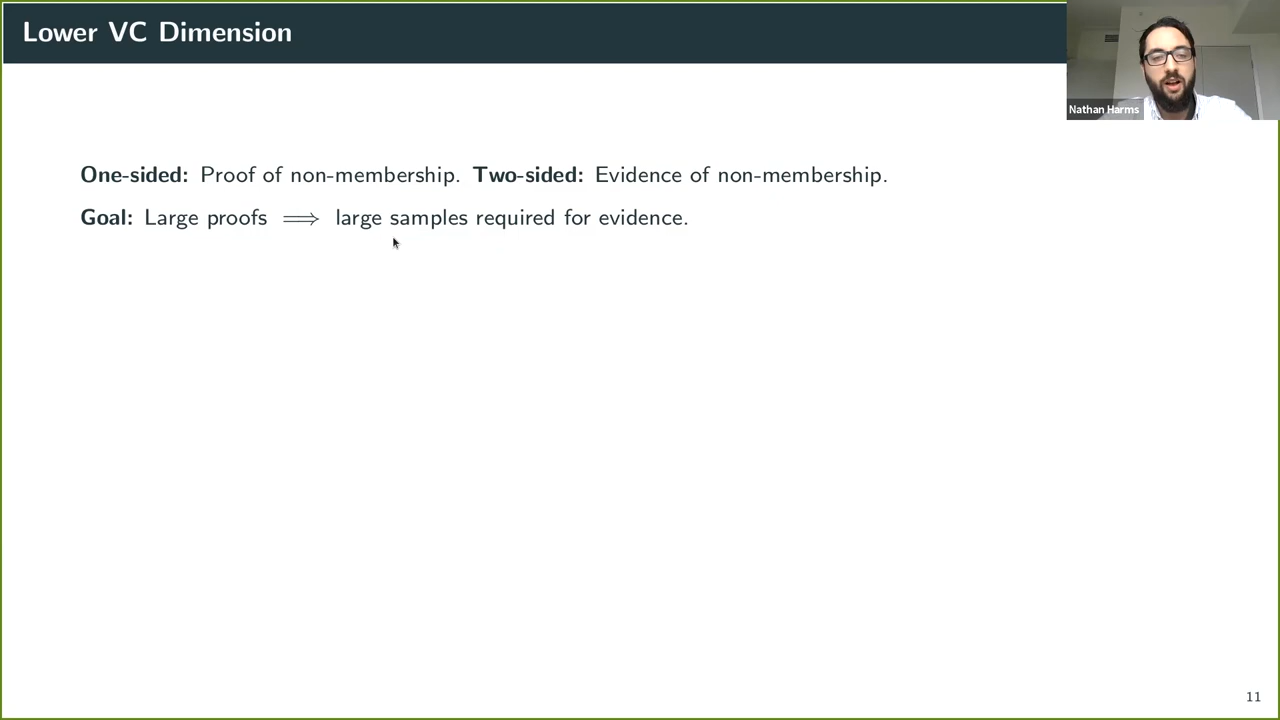 Lower VC Dimension
Nathan Harms
One-sided: Proof of non-membership. Two-sided: Evidence of non-membership.
Goal: Large proofs ⟹ large samples required for evidence.
11